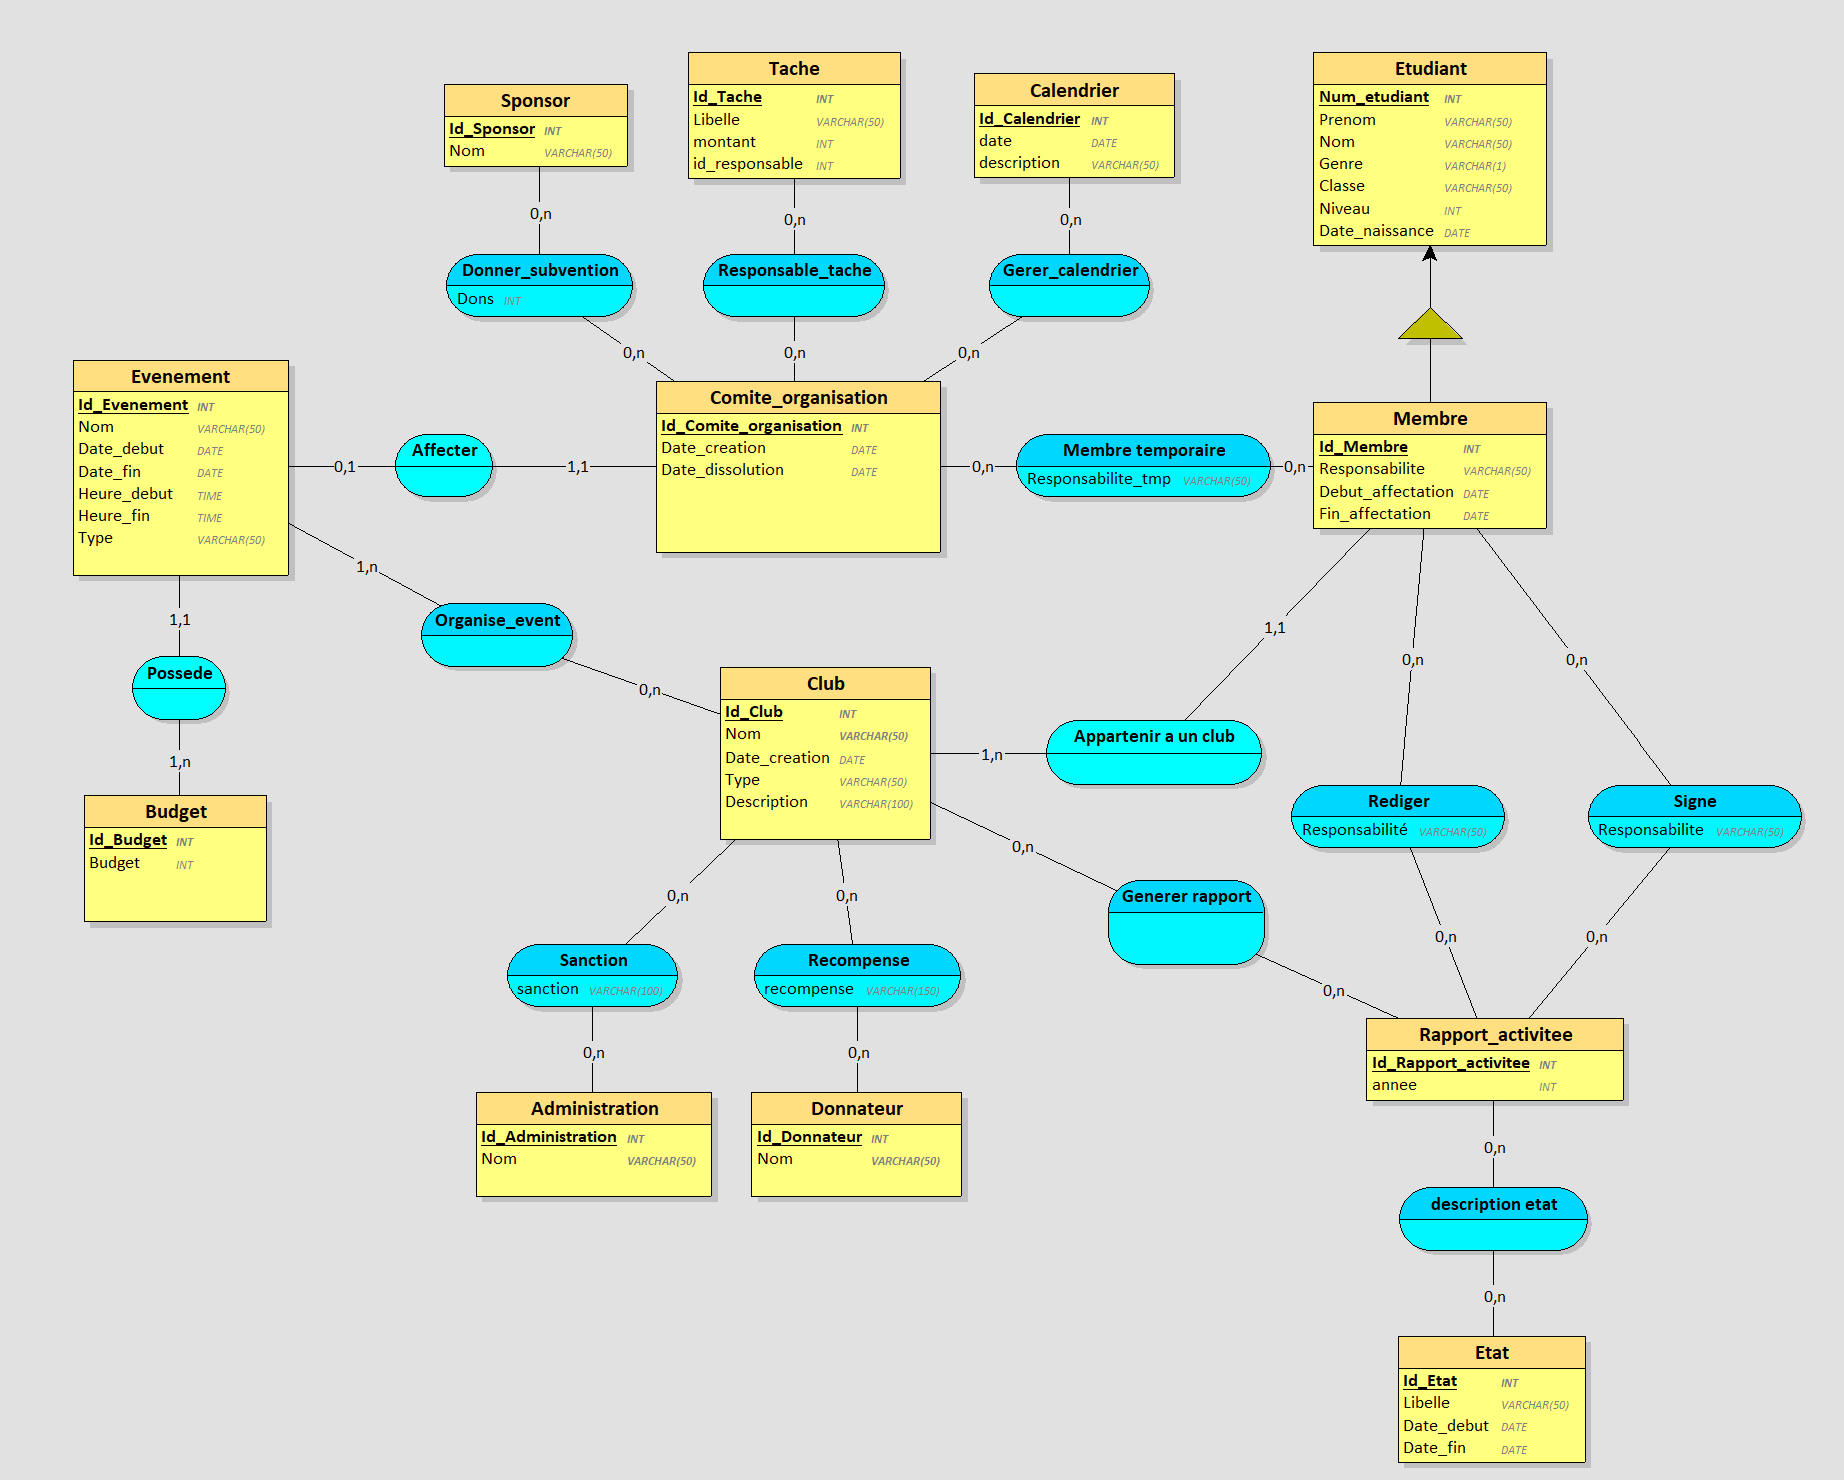 Sponsor
Id_Sponsor INT
Nom VARCHAR(50)
Tache
Id_Tache INT
Libelle VARCHAR(50)
montant INT
id_responsable INT
Calendrier
Id_Calendrier INT
date DATE
description VARCHAR(50)
Etudiant
Num_etudiant INT
Prenom VARCHAR(50)
Nom VARCHAR(50)
Genre VARCHAR(1)
Classe VARCHAR(50)
Niveau INT
Date_naissance DATE
0,n
0,n
0,n
Donner_subvention
Dons INT
Responsable_tache
Gerer_calendrier
0,n
0,n
0,n
Evenement
Id_Evenement INT
Nom VARCHAR(50)
Date_debut DATE
Date_fin DATE
Heure_debut TIME
Heure_fin TIME
Type VARCHAR(50)
0,1
Affecter
1,1
Comite_organisation
Id_Comite_organisation INT
Date_creation DATE
Date_dissolution DATE
0,n
Membre temporaire
Responsabilite_tmp VARCHAR(50)
0,n
Membre
Id_Membre INT
Responsabilite VARCHAR(50)
Debut_affectation DATE
Fin_affectation DATE
1,n
1,1
Organise_event
0,n
Possede
1,n
Budget
Id_Budget INT
Budget INT
Club
Id_Club INT
Nom VARCHAR(50)
Date_creation DATE
Type VARCHAR(50)
Description VARCHAR(100)
1,1
0,n
0,n
1,n
Appartenir a un club
Rediger
Responsabilité VARCHAR(50)
Signe
Responsabilite VARCHAR(50)
0,n
0,n
0,n
Generer rapport
0,n
0,n
0,n
Sanction
sanction VARCHAR(100)
Recompense
recompense VARCHAR(150)
0,n
0,n
Administration
Id_Administration INT
Nom VARCHAR(50)
Donnateur
Id_Donnateur INT
Nom VARCHAR(50)
Rapport_activitee
Id_Rapport_activitee INT
annee INT
0,n
description etat
0,n
Etat
Id_Etat INT
Libelle VARCHAR(50)
Date_debut DATE
Date_fin DATE